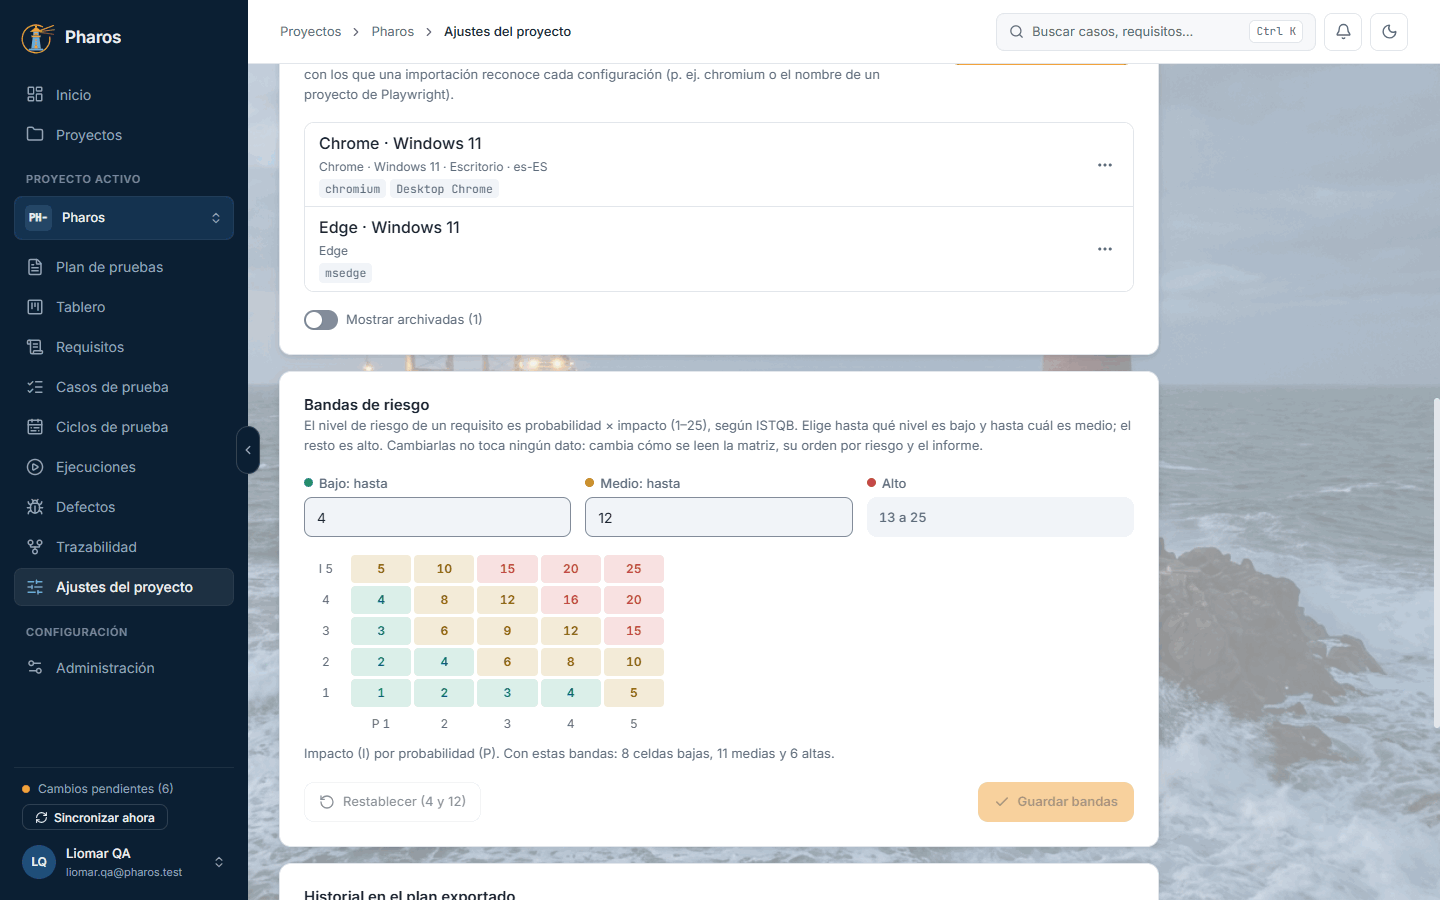 Pharos
Inicio
Proyectos
PROYECTO ACTIVO
PH-
Pharos
Plan de pruebas
Tablero
Requisitos
Casos de prueba
Ciclos de prueba
Ejecuciones
Defectos
Trazabilidad
Ajustes del proyecto
CONFIGURACIÓN
Administración
Cambios pendientes (6)
Sincronizar ahora
LQ
Liomar QA
liomar.qa@pharos.test
Proyectos
Pharos
Ajustes del proyecto
Buscar casos, requisitos...
Ctrl K
con los que una importación reconoce cada configuración (p. ej. chromium o el nombre de un
proyecto de Playwright).
Chrome · Windows 11
Chrome · Windows 11 · Escritorio · es-ES
chromium Desktop Chrome
Edge · Windows 11
Edge
msedge
Mostrar archivadas (1)
Bandas de riesgo
El nivel de riesgo de un requisito es probabilidad × impacto (1–25), según ISTQB. Elige hasta qué nivel es bajo y hasta cuál es medio; el
resto es alto. Cambiarlas no toca ningún dato: cambia cómo se leen la matriz, su orden por riesgo y el informe.
Bajo: hasta
4
Medio: hasta
12
Alto
13 a 25
I 5 5 10 15 20 25
4 4 8 12 16 20
3 3 6 9 12 15
2 2 4 6 8 10
1 1 2 3 4 5
P 1 2 3 4 5
Impacto (I) por probabilidad (P). Con estas bandas: 8 celdas bajas, 11 medias y 6 altas.
Restablecer (4 y 12)
Guardar bandas
Historial en el plan exportado